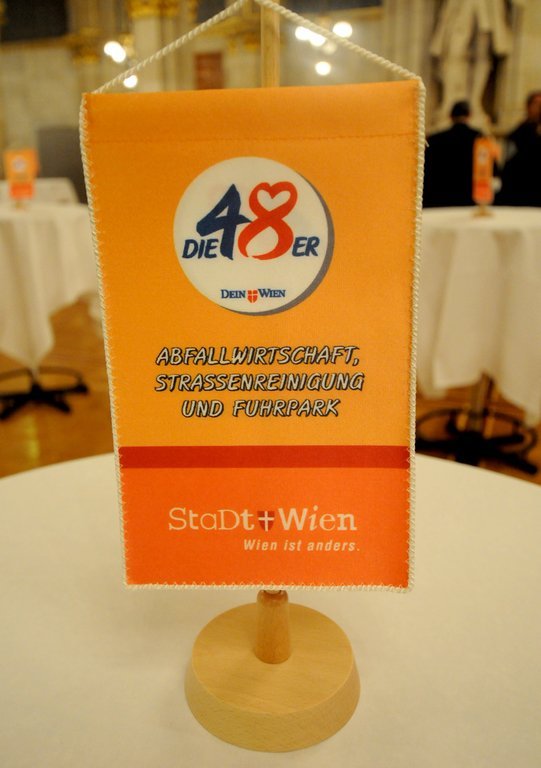 DIE 48ER
DEIN WIEN
ABFALLWIRTSCHAFT,
STRASSENREINIGUNG
UND FUHRPARK
StaDt Wien
Wien ist anders.